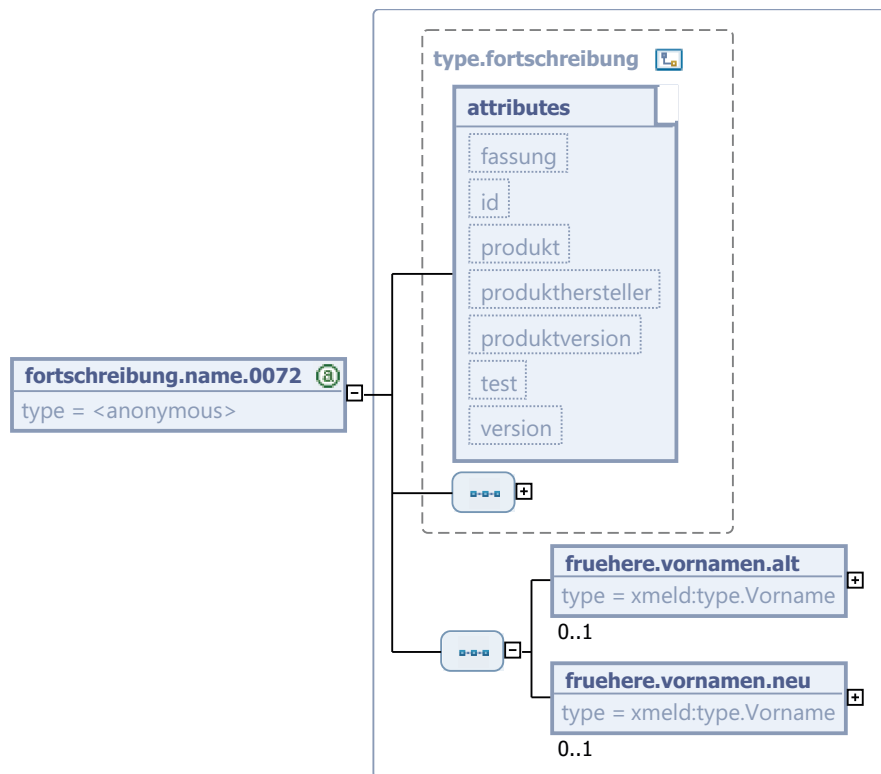 type.fortschreibung
attributes
fassung
id
produkt
produkthersteller
produktversion
test
version
fortschreibung.name.0072
type = <anonymous>
fruehere.vornamen.alt
type = xmeld:type.Vorname
0..1
fruehere.vornamen.neu
type = xmeld:type.Vorname
0..1